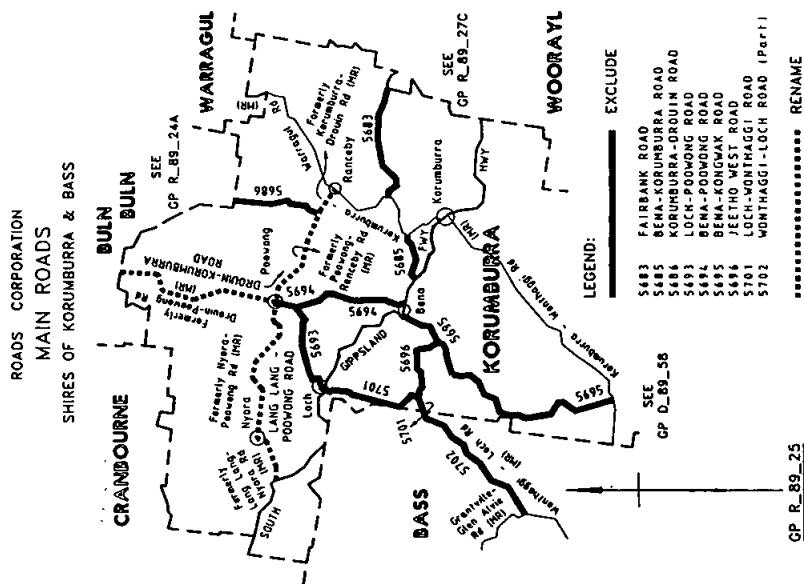 ROADS CORPORATION
MAIN ROADS
SHIRES OF KORUMBURRA & BASS
CRANBOURNE
BULN BULN
WARRAGUL
SEE
GP R_89_24A
SEE
GP R_89_27C
WOORAYL
Formerly
Drouin-Poowong
Rd (MR)
DROUIN-KORUMBURRA
ROAD
5686
Warragul Rd (MR)
Formerly
Korumburra-
Drouin Rd (MR)
Ranceby
Poowong
Formerly
Poowong-
Ranceby Rd
(MR)
Formerly Nyora-
Poowong Rd (MR)
Nyora
LANG LANG -
POOWONG ROAD
Formerly
Lang Lang-
Nyora Rd
(MR)
SOUTH
Loch
5693
5694
5694
GIPPSLAND
Korumburra
5683
5685
FWY
Korumburra
HWY
Bena
5695
5696
5701
5701
5702
KORUMBURRA
(MR)
Korumburra - Wonthaggi Rd
5695
SEE
GP D_89_58
BASS
Wonthaggi - Loch Rd
(MR)
Grantville-
Glen Alvie
Rd (MR)
LEGEND:
EXCLUDE
5683 FAIRBANK ROAD
5685 BENA-KORUMBURRA ROAD
5686 KORUMBURRA-DROUIN ROAD
5693 LOCH-POOWONG ROAD
5694 BENA-POOWONG ROAD
5695 BENA-KONGWAK ROAD
5696 JEETHO WEST ROAD
5701 LOCH-WONTHAGGI ROAD
5702 WONTHAGGI-LOCH ROAD (Part)
RENAME
GP R_89_25